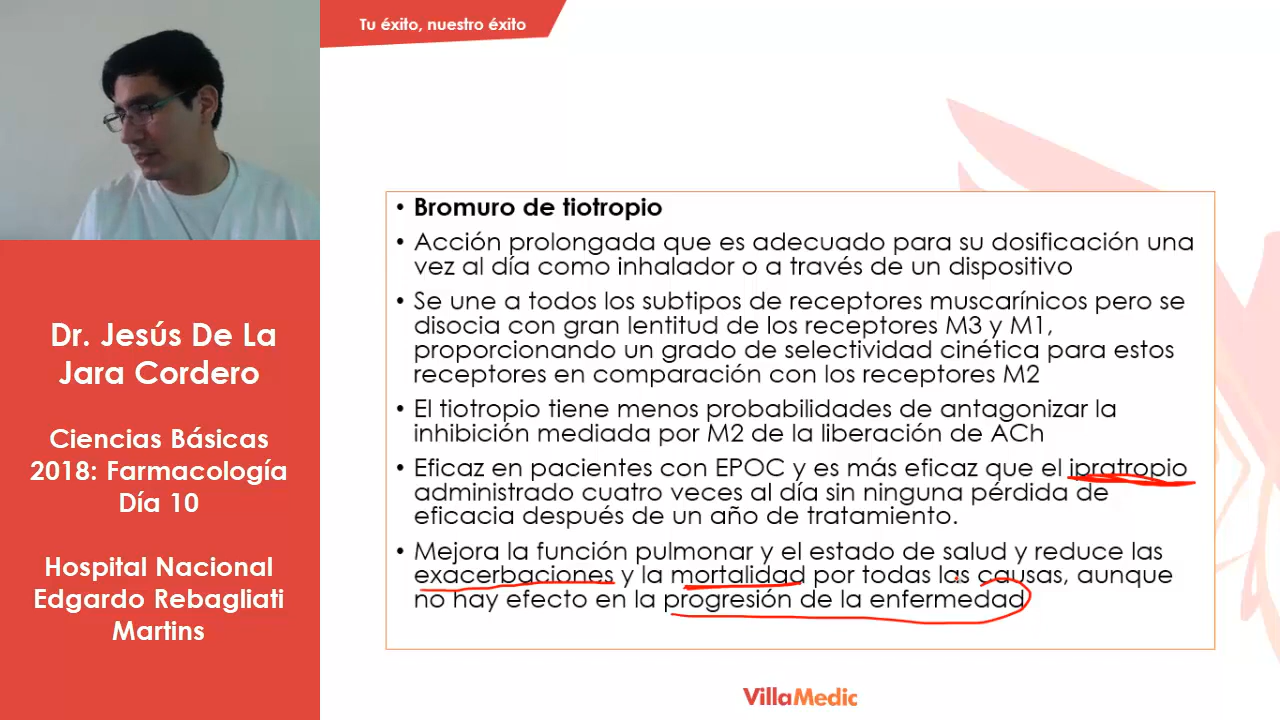 Tu éxito, nuestro éxito
Dr. Jesús De La
Jara Cordero
Ciencias Básicas
2018: Farmacología
Día 10
Hospital Nacional
Edgardo Rebagliati
Martins
• Bromuro de tiotropio
• Acción prolongada que es adecuado para su dosificación una
vez al día como inhalador o a través de un dispositivo
• Se une a todos los subtipos de receptores muscarínicos pero se
disocia con gran lentitud de los receptores M3 y M1,
proporcionando un grado de selectividad cinética para estos
receptores en comparación con los receptores M2
• El tiotropio tiene menos probabilidades de antagonizar la
inhibición mediada por M2 de la liberación de ACh
• Eficaz en pacientes con EPOC y es más eficaz que el ipratropio
administrado cuatro veces al día sin ninguna pérdida de
eficacia después de un año de tratamiento.
• Mejora la función pulmonar y el estado de salud y reduce las
exacerbaciones y la mortalidad por todas las causas, aunque
no hay efecto en la progresión de la enfermedad
VillaMedic